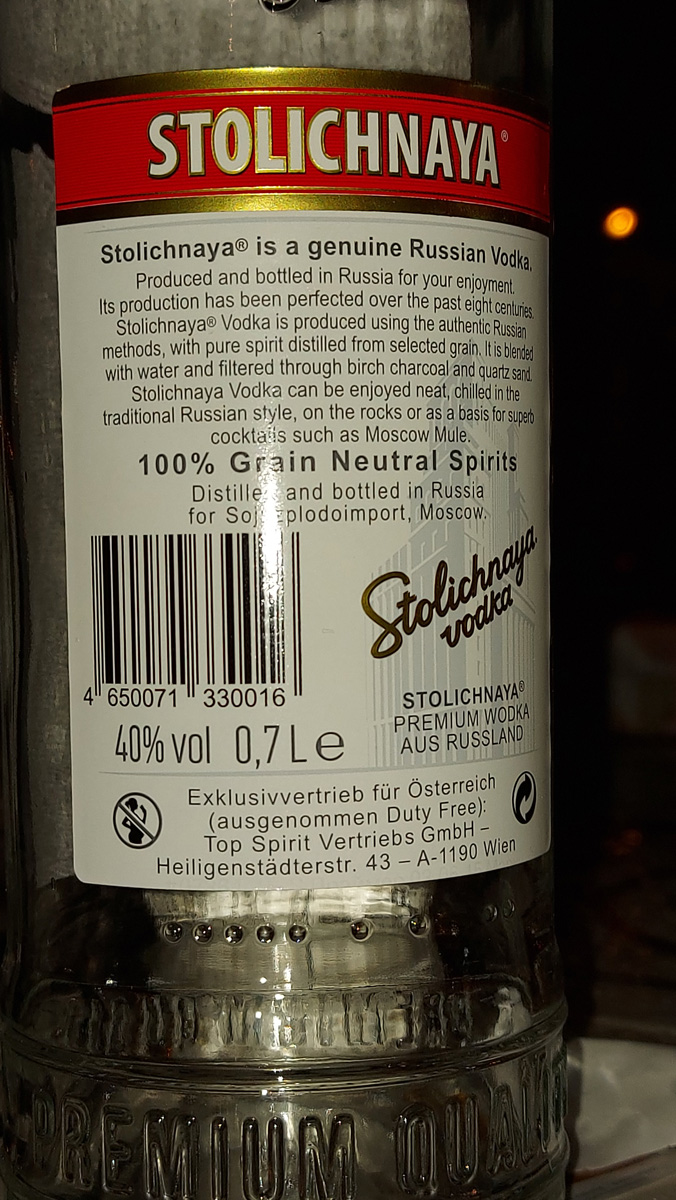 STOLICHNAYA®
Stolichnaya® is a genuine Russian Vodka.
Produced and bottled in Russia for your enjoyment.
Its production has been perfected over the past eight centuries.
Stolichnaya® Vodka is produced using the authentic Russian
methods, with pure spirit distilled from selected grain. It is blended
with water and filtered through birch charcoal and quartz sand.
Stolichnaya Vodka can be enjoyed neat, chilled in the
traditional Russian style, on the rocks or as a basis for superb
cocktails such as Moscow Mule.
100% Grain Neutral Spirits
Distilled and bottled in Russia
for Moscow.
Stolichnaya
vodka
4 650071 330016
40% vol 0,7 L e
STOLICHNAYA®
PREMIUM WODKA
AUS RUSSLAND
Exklusivvertrieb für Österreich
(ausgenommen Duty Free):
Top Spirit Vertriebs GmbH –
Heiligenstädterstr. 43 – A-1190 Wien
PREMIUM QUALITY